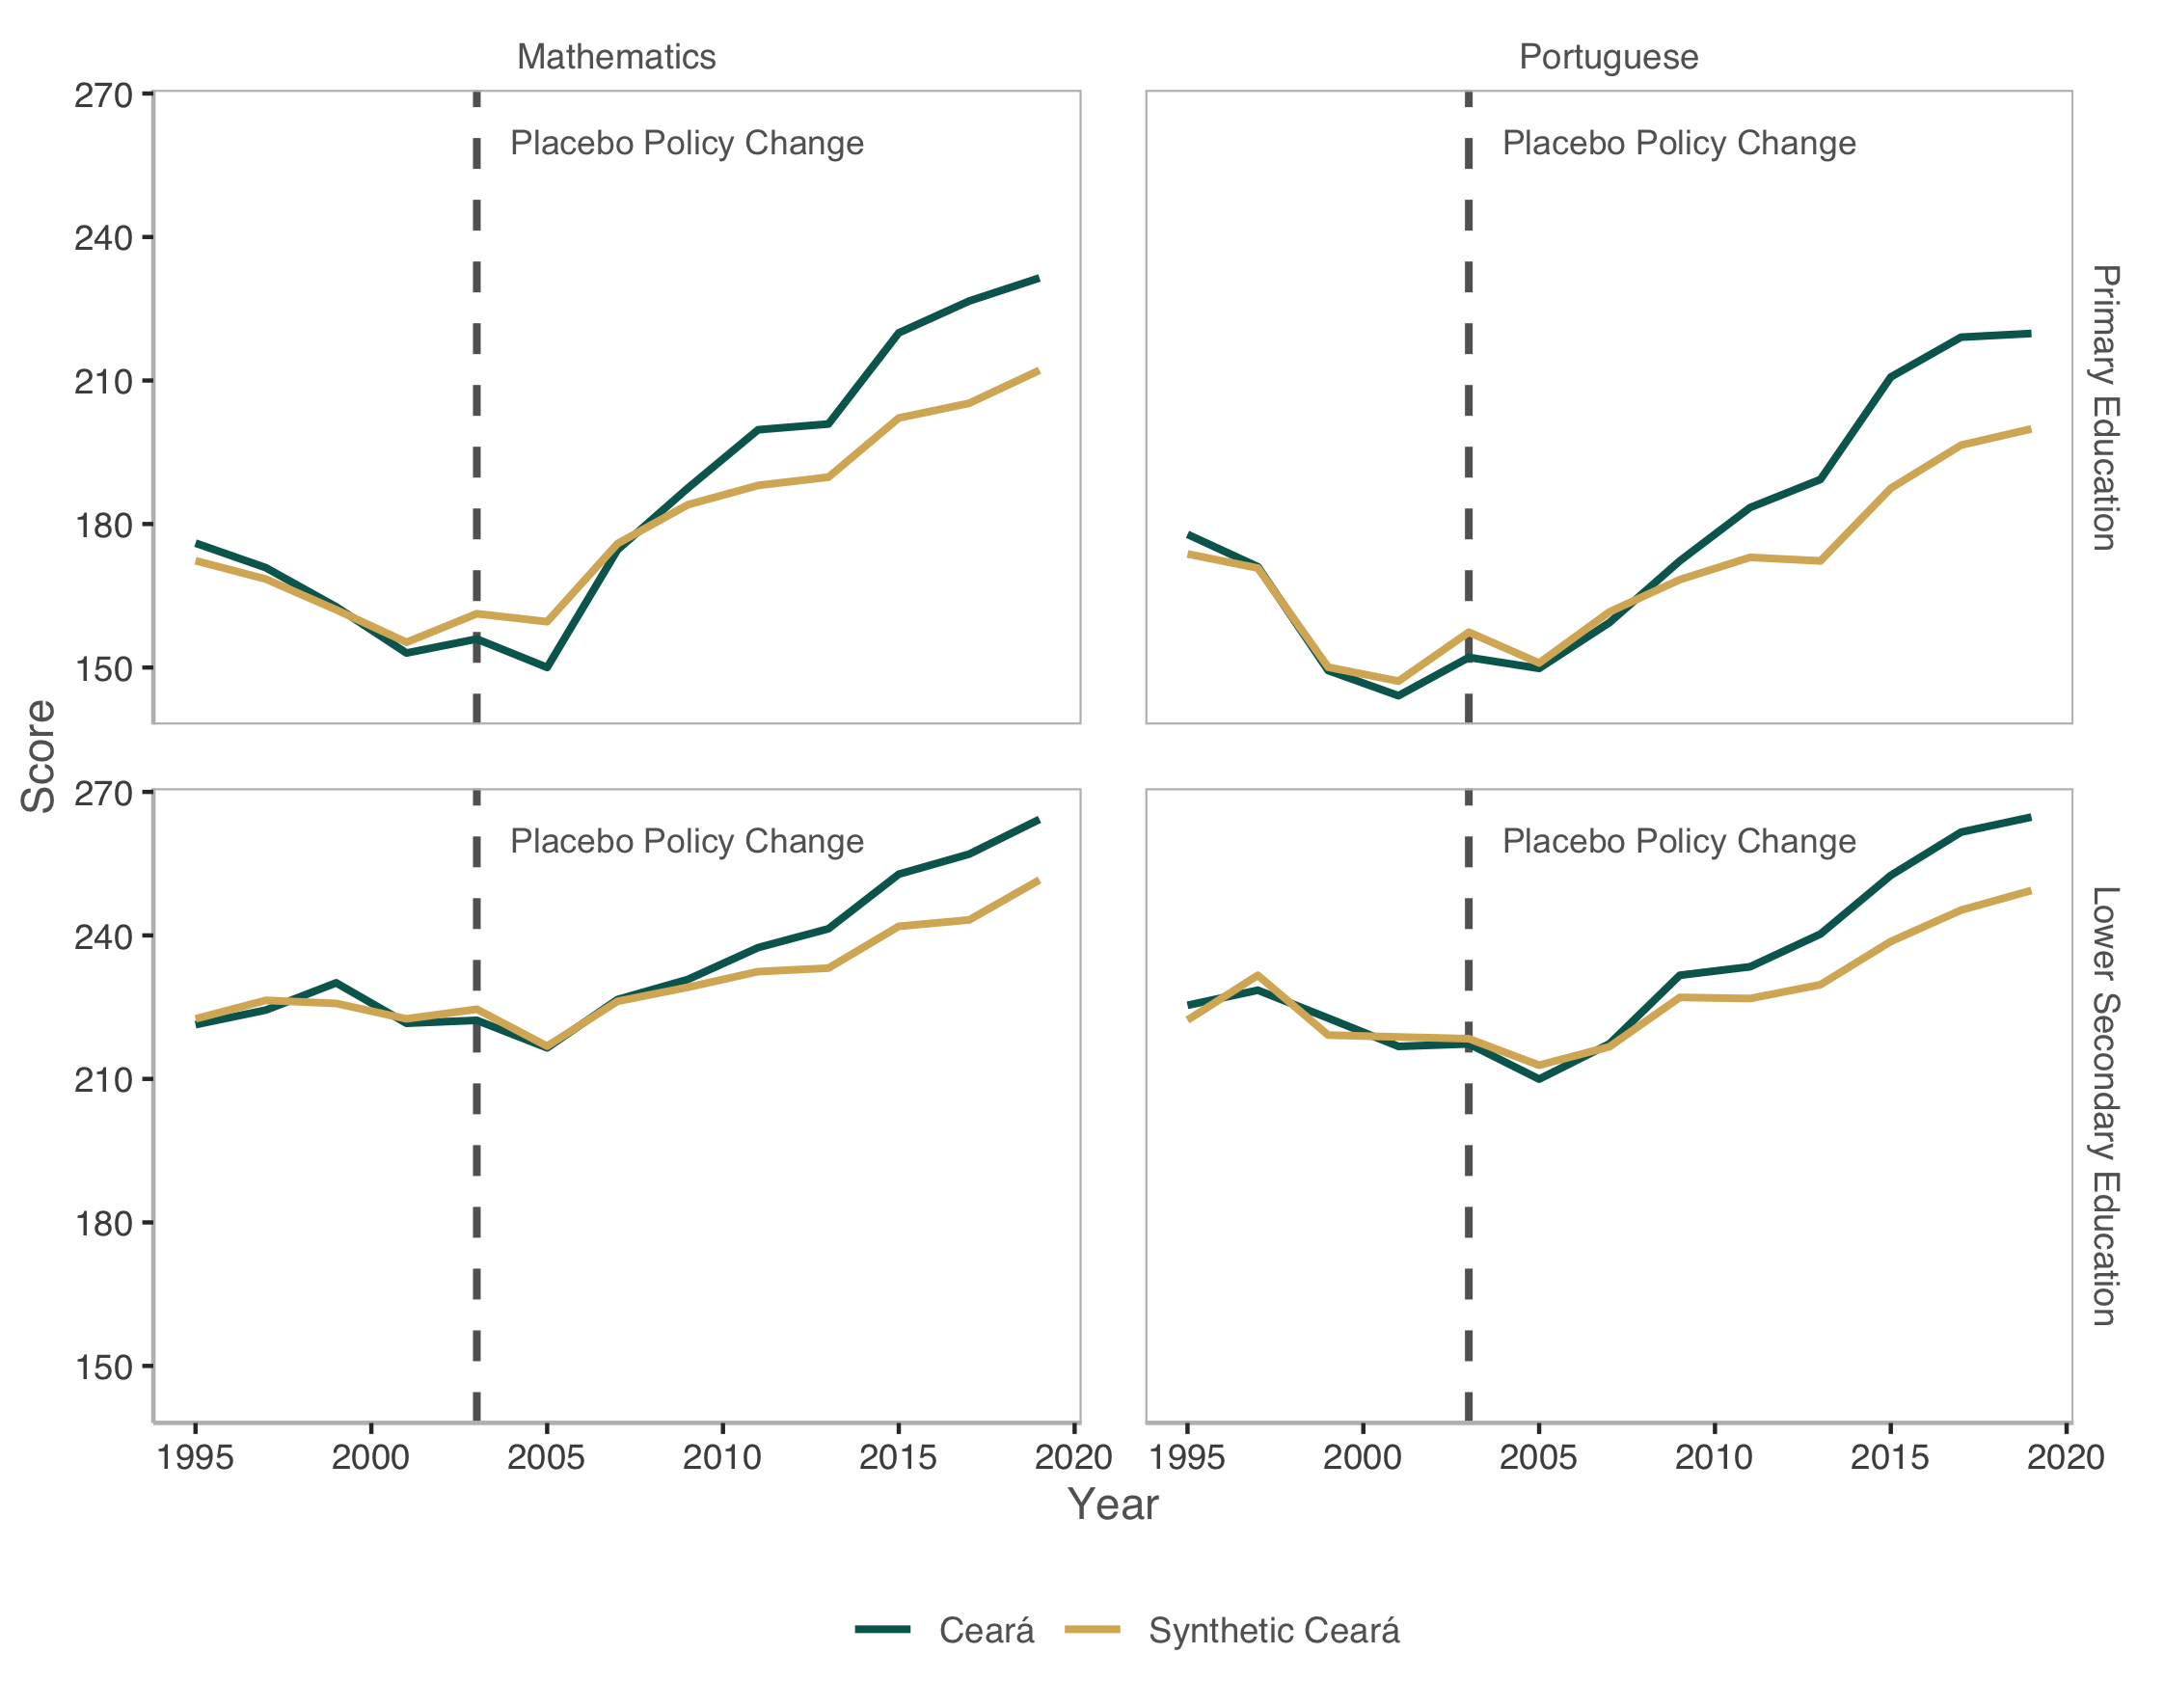 Mathematics
Portuguese
270
240
210
180
150
Placebo Policy Change
Placebo Policy Change
Primary Education
Score
270
240
210
180
150
Placebo Policy Change
Placebo Policy Change
Lower Secondary Education
1995 2000 2005 2010 2015 2020
1995 2000 2005 2010 2015 2020
Year
Ceará
Synthetic Ceará